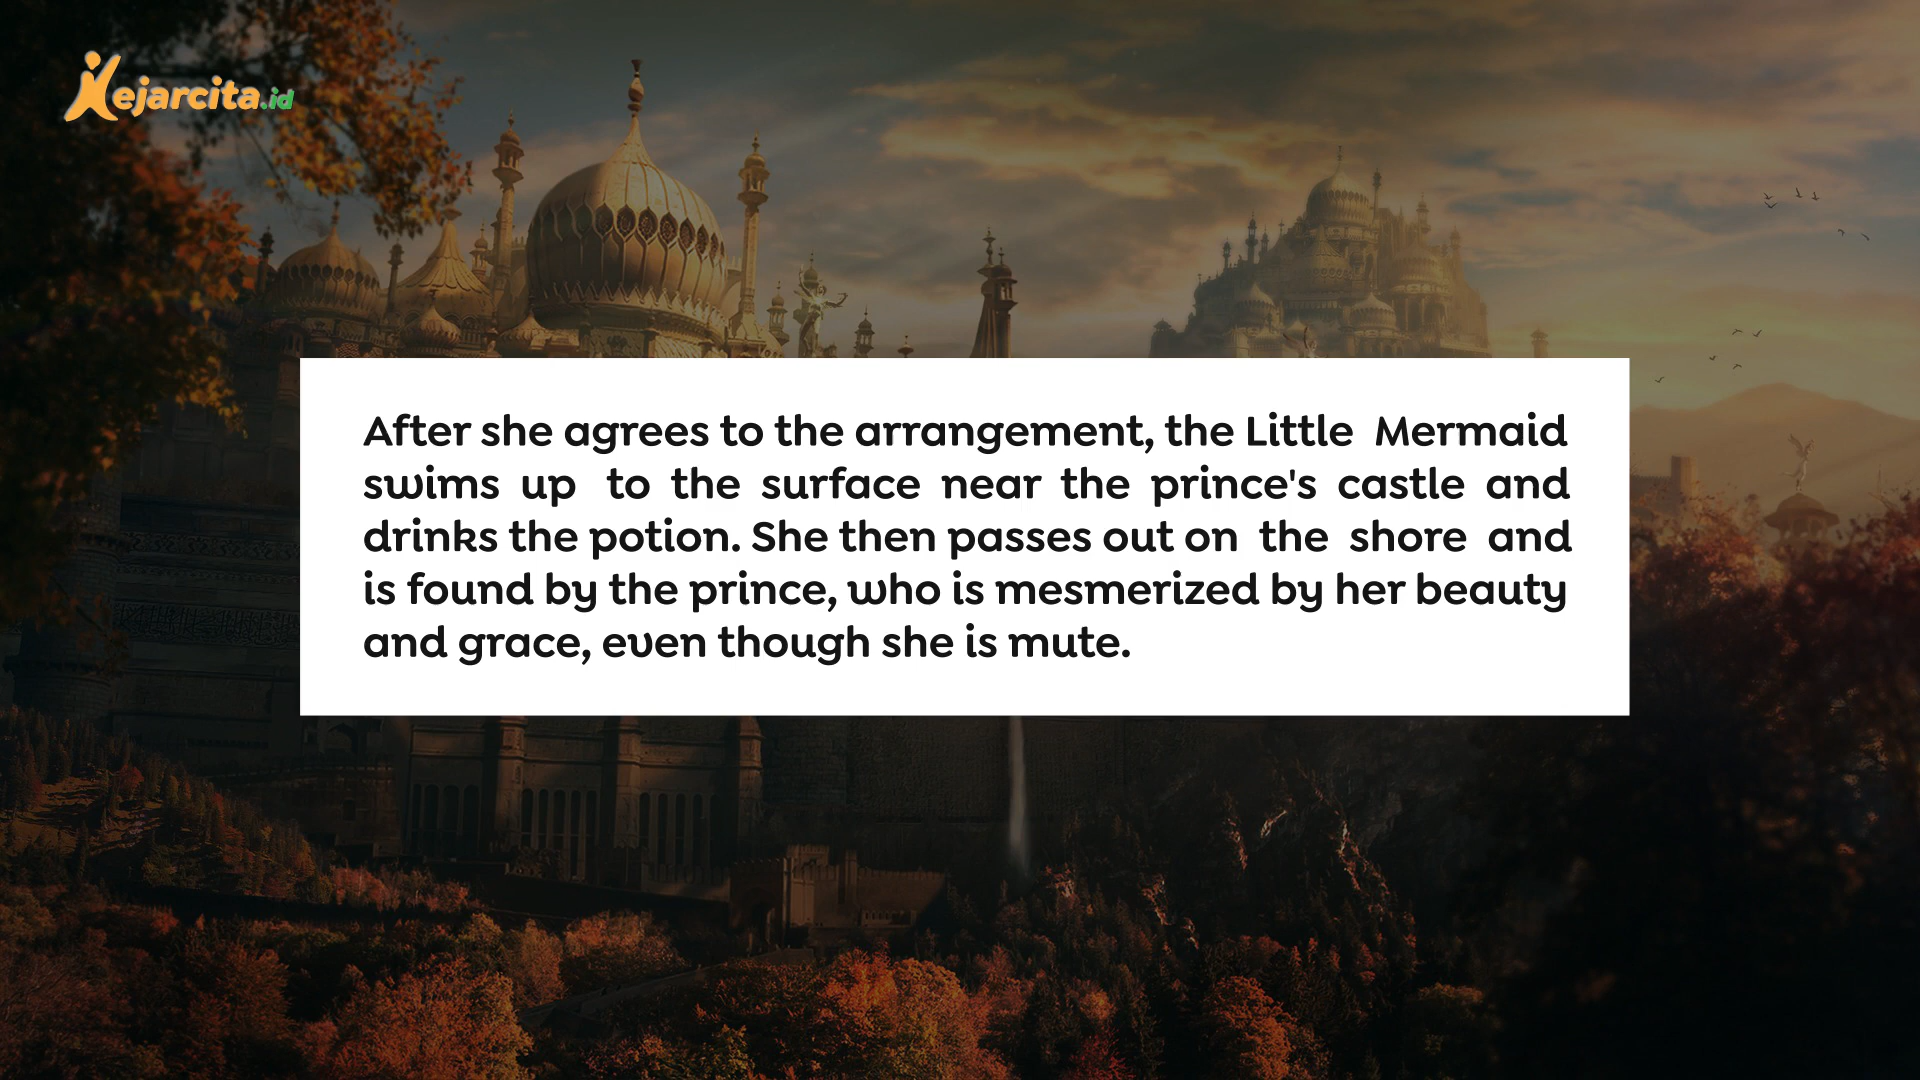 Kejarcita.id
After she agrees to the arrangement, the Little Mermaid
swims up to the surface near the prince's castle and
drinks the potion. She then passes out on the shore and
is found by the prince, who is mesmerized by her beauty
and grace, even though she is mute.